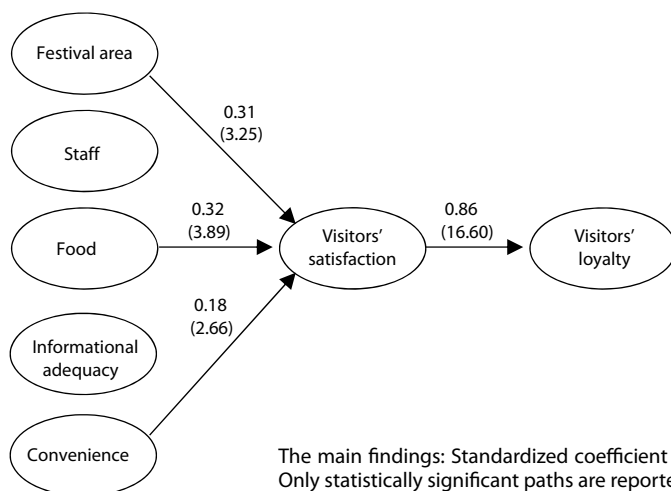 Festival area
0.31
(3.25)
Staff
0.32
(3.89)
Food
Visitors'
satisfaction
0.86
(16.60)
Visitors'
loyalty
0.18
(2.66)
Informational
adequacy
Convenience
The main findings: Standardized coefficient
Only statistically significant paths are